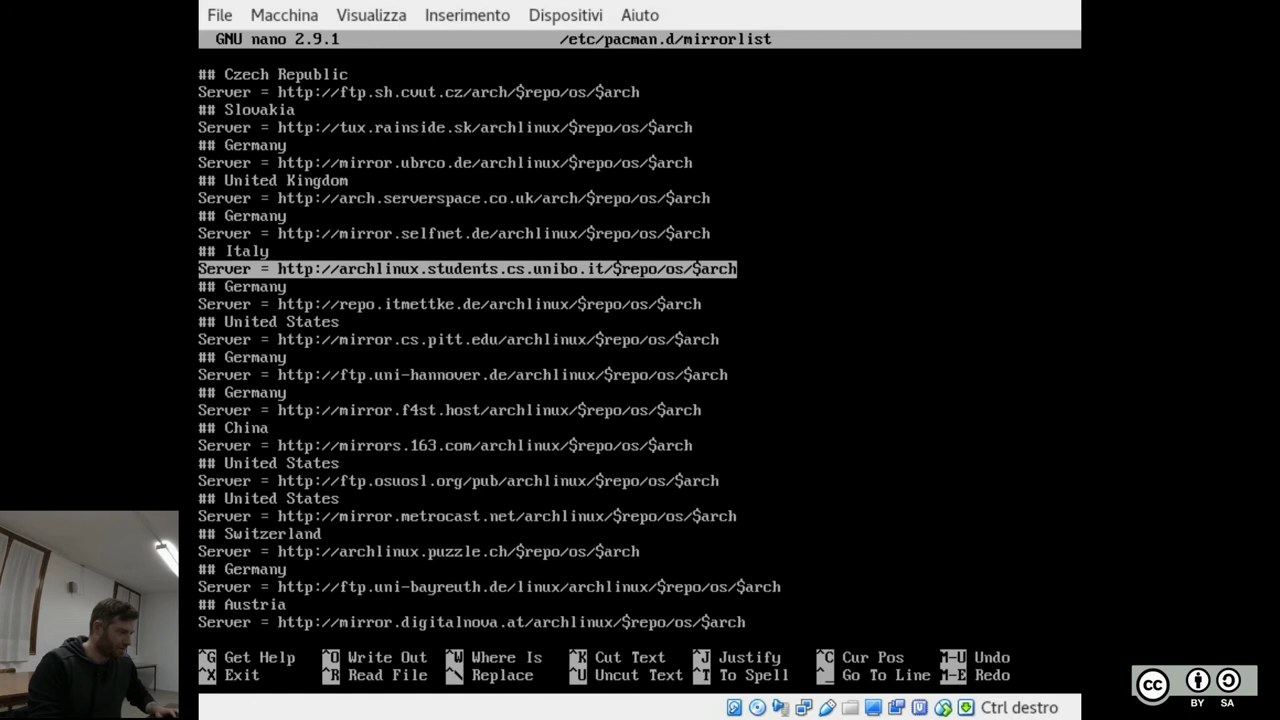 File Macchina Visualizza Inserimento Dispositivi Aiuto
GNU nano 2.9.1 /etc/pacman.d/mirrorlist
## Czech Republic
Server = http://ftp.sh.cvut.cz/arch/$repo/os/$arch
## Slovakia
Server = http://tux.rainside.sk/archlinux/$repo/os/$arch
## Germany
Server = http://mirror.ubrco.de/archlinux/$repo/os/$arch
## United Kingdom
Server = http://arch.serverspace.co.uk/arch/$repo/os/$arch
## Germany
Server = http://mirror.selfnet.de/archlinux/$repo/os/$arch
## Italy
Server = http://archlinux.students.cs.unibo.it/$repo/os/$arch
## Germany
Server = http://repo.itmettke.de/archlinux/$repo/os/$arch
## United States
Server = http://mirror.cs.pitt.edu/archlinux/$repo/os/$arch
## Germany
Server = http://ftp.uni-hannover.de/archlinux/$repo/os/$arch
## Germany
Server = http://mirror.f4st.host/archlinux/$repo/os/$arch
## China
Server = http://mirrors.163.com/archlinux/$repo/os/$arch
## United States
Server = http://ftp.osuosl.org/pub/archlinux/$repo/os/$arch
## United States
Server = http://mirror.metrocast.net/archlinux/$repo/os/$arch
## Switzerland
Server = http://archlinux.puzzle.ch/$repo/os/$arch
## Germany
Server = http://ftp.uni-bayreuth.de/linux/archlinux/$repo/os/$arch
## Austria
Server = http://mirror.digitalnova.at/archlinux/$repo/os/$arch
^G Get Help ^O Write Out ^W Where Is ^K Cut Text ^J Justify ^C Cur Pos M-U Undo
^X Exit ^R Read File ^\ Replace ^U Uncut Text ^T To Spell ^_ Go To Line M-E Redo
Ctrl destro
cc BY SA